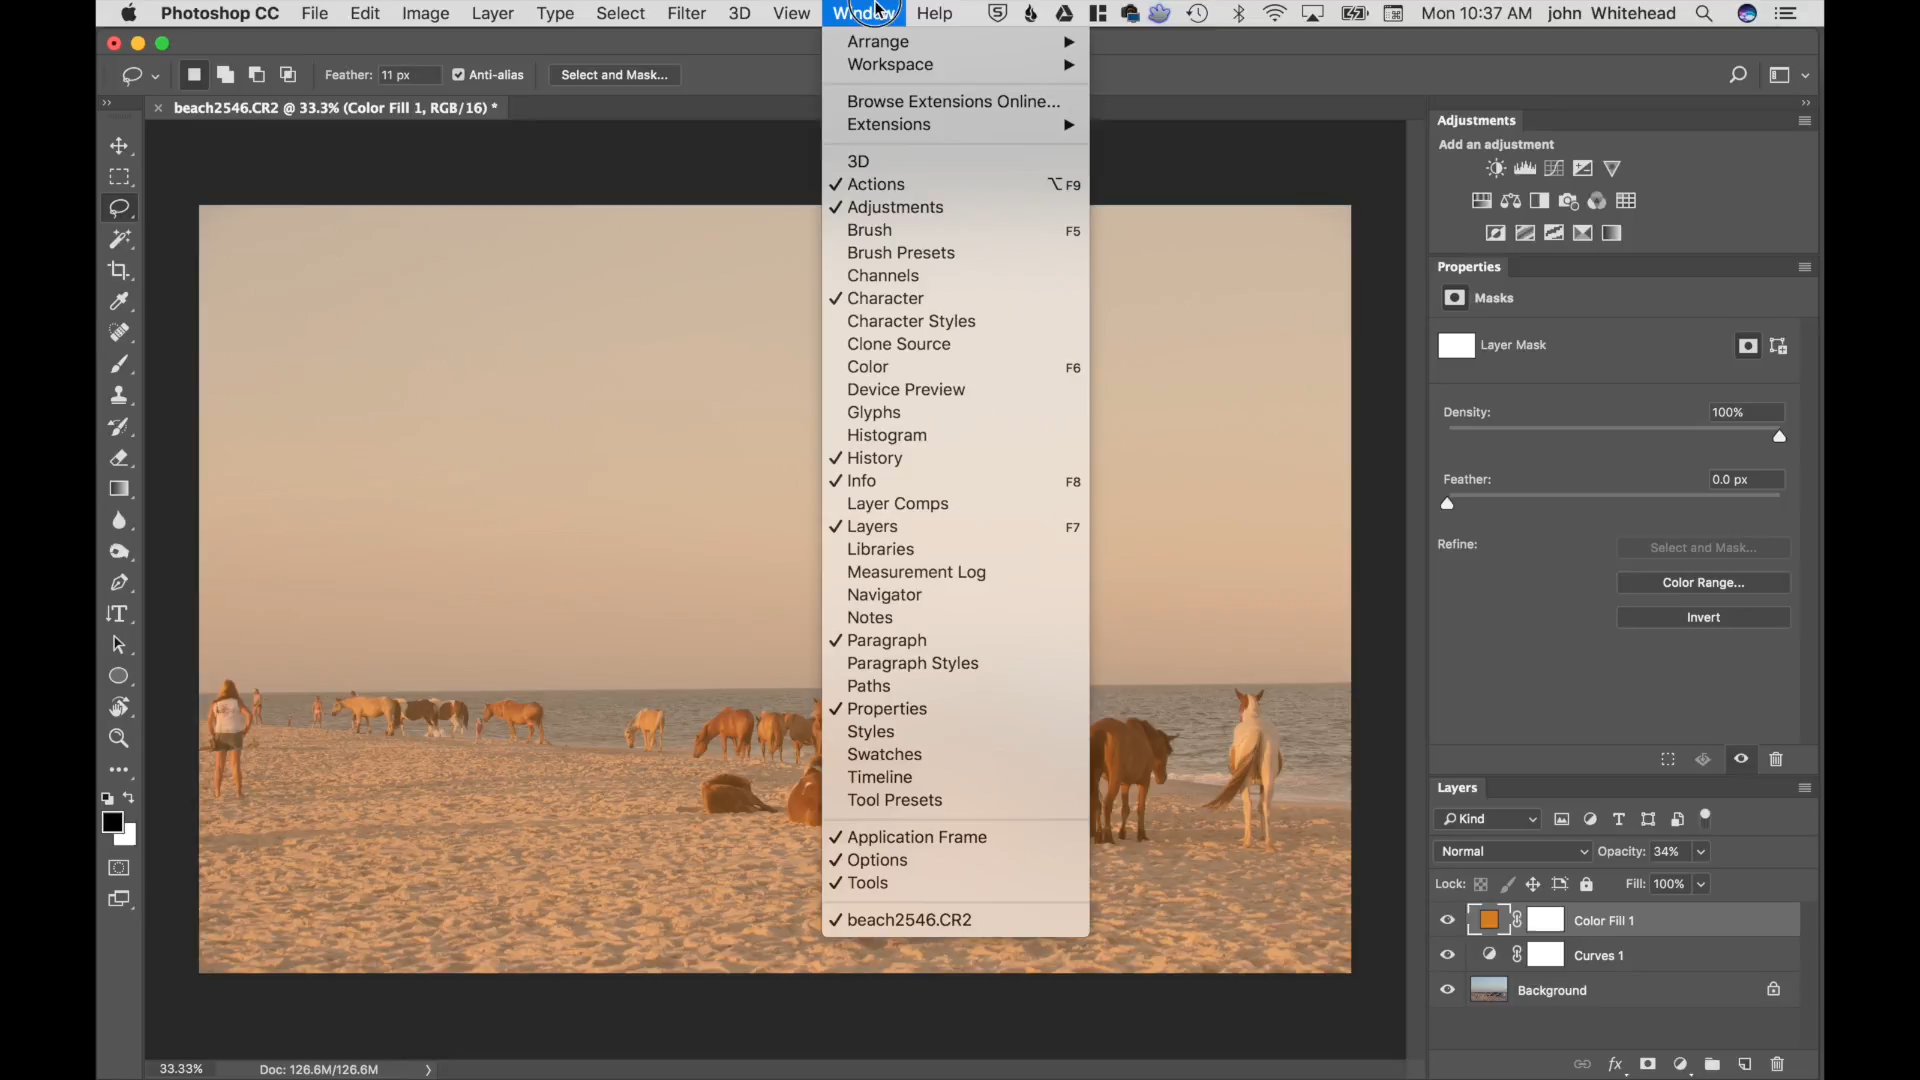 Photoshop CC File Edit Image Layer Type Select Filter 3D View Window Help Mon 10:37 AM john Whitehead
Feather: 11 px Anti-alias Select and Mask...
beach2546.CR2 @ 33.3% (Color Fill 1, RGB/16) *
Arrange
Workspace
Browse Extensions Online...
Extensions
3D
Actions ⌥F9
Adjustments
Brush F5
Brush Presets
Channels
Character
Character Styles
Clone Source
Color F6
Device Preview
Glyphs
Histogram
History
Info F8
Layer Comps
Layers F7
Libraries
Measurement Log
Navigator
Notes
Paragraph
Paragraph Styles
Paths
Properties
Styles
Swatches
Timeline
Tool Presets
Application Frame
Options
Tools
beach2546.CR2
Adjustments
Add an adjustment
Properties
Masks
Layer Mask
Density: 100%
Feather: 0.0 px
Refine: Select and Mask...
Color Range...
Invert
Layers
Kind
Normal Opacity: 34%
Lock: Fill: 100%
Color Fill 1
Curves 1
Background
fx
33.33% Doc: 126.6M/126.6M